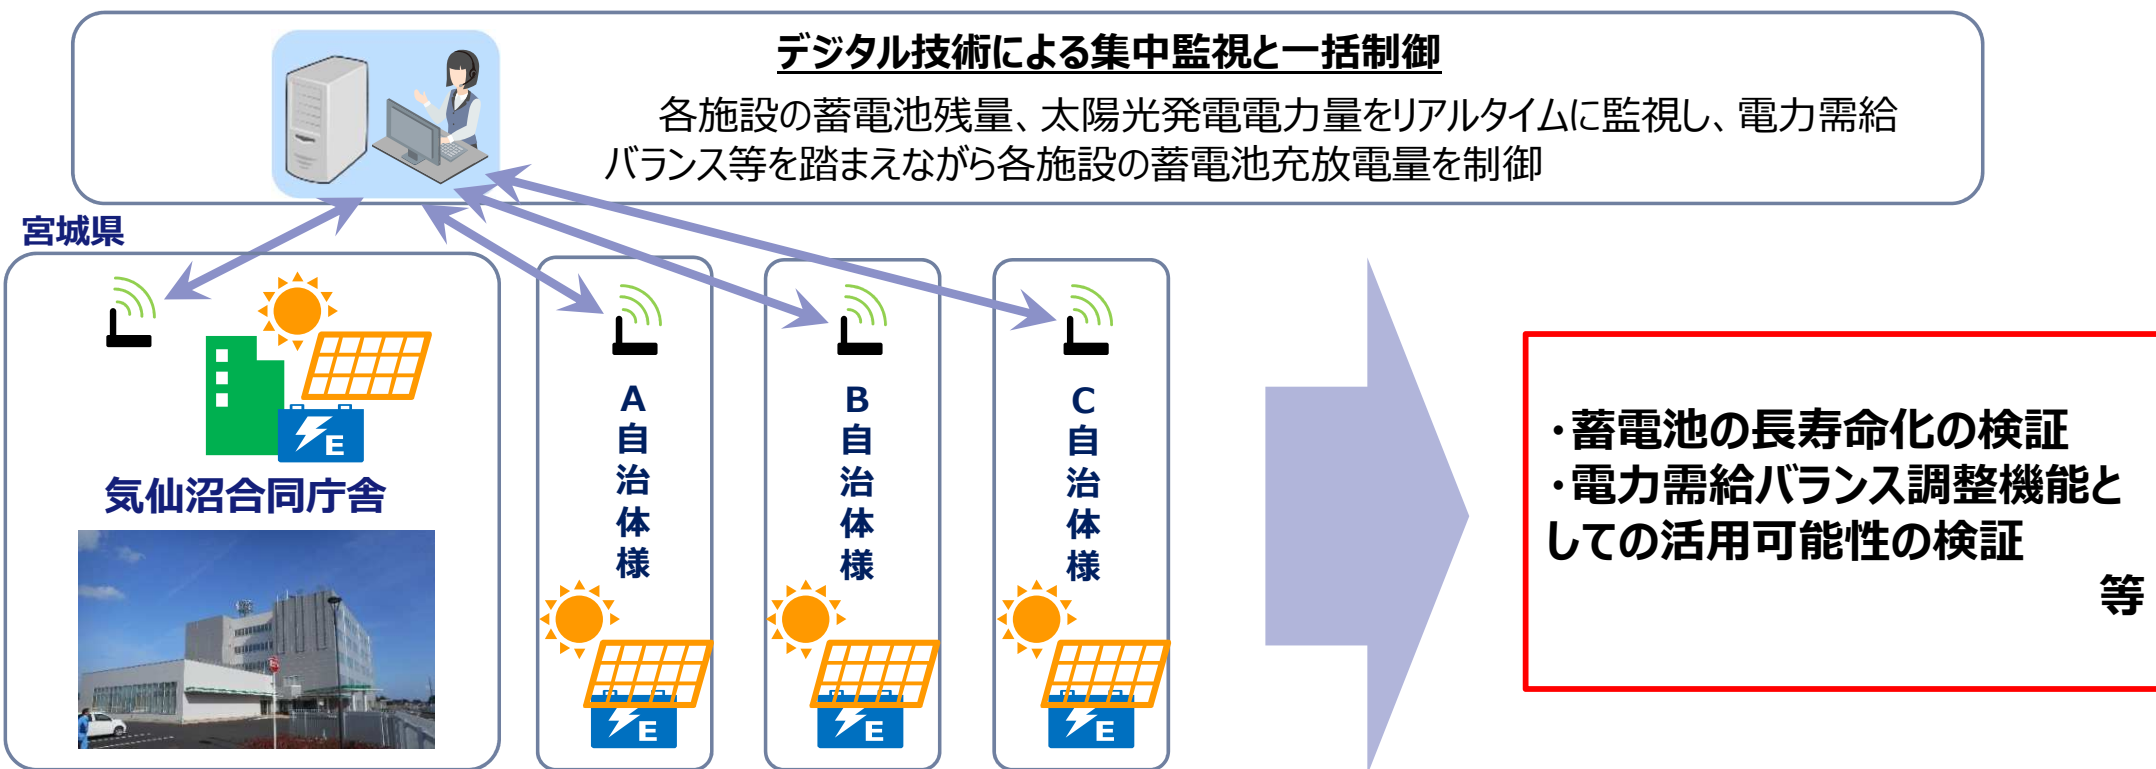 デジタル技術による集中監視と一括制御
各施設の蓄電池残量、太陽光発電電力量をリアルタイムに監視し、電力需給
バランス等を踏まえながら各施設の蓄電池充放電量を制御
宮城県
E
気仙沼合同庁舎
A自治体様
E
B自治体様
E
C自治体様
E
・蓄電池の長寿命化の検証
・電力需給バランス調整機能と
しての活用可能性の検証
等